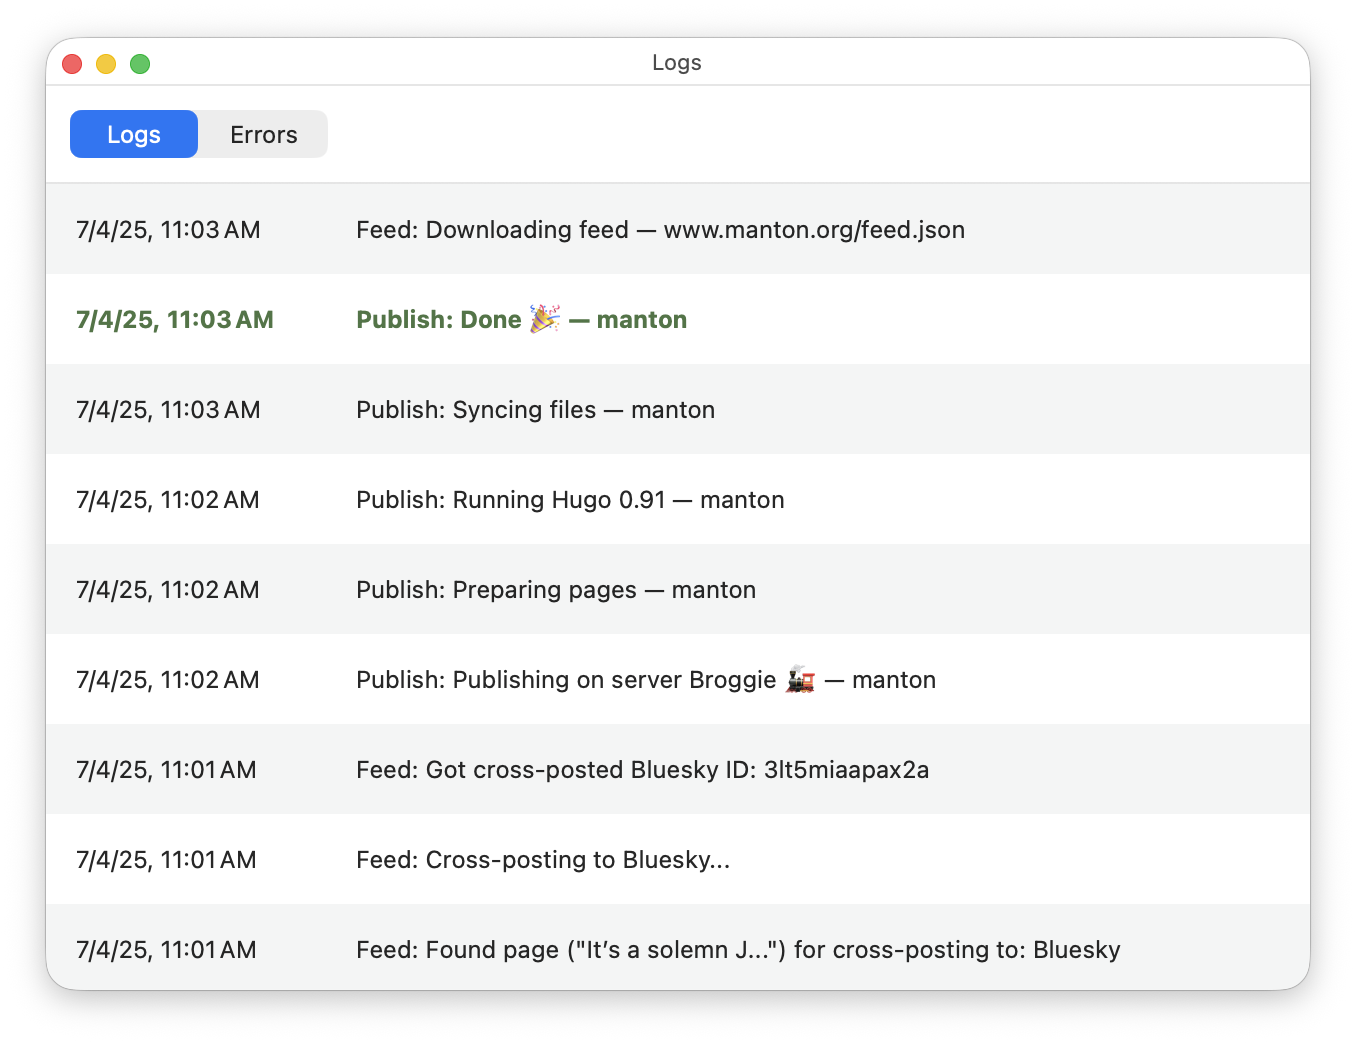 Logs
Logs Errors
7/4/25, 11:03 AM Feed: Downloading feed — www.manton.org/feed.json
7/4/25, 11:03 AM Publish: Done 🎉 — manton
7/4/25, 11:03 AM Publish: Syncing files — manton
7/4/25, 11:02 AM Publish: Running Hugo 0.91 — manton
7/4/25, 11:02 AM Publish: Preparing pages — manton
7/4/25, 11:02 AM Publish: Publishing on server Broggie 🚂 — manton
7/4/25, 11:01 AM Feed: Got cross-posted Bluesky ID: 3lt5miaapax2a
7/4/25, 11:01 AM Feed: Cross-posting to Bluesky...
7/4/25, 11:01 AM Feed: Found page ("It’s a solemn J...") for cross-posting to: Bluesky